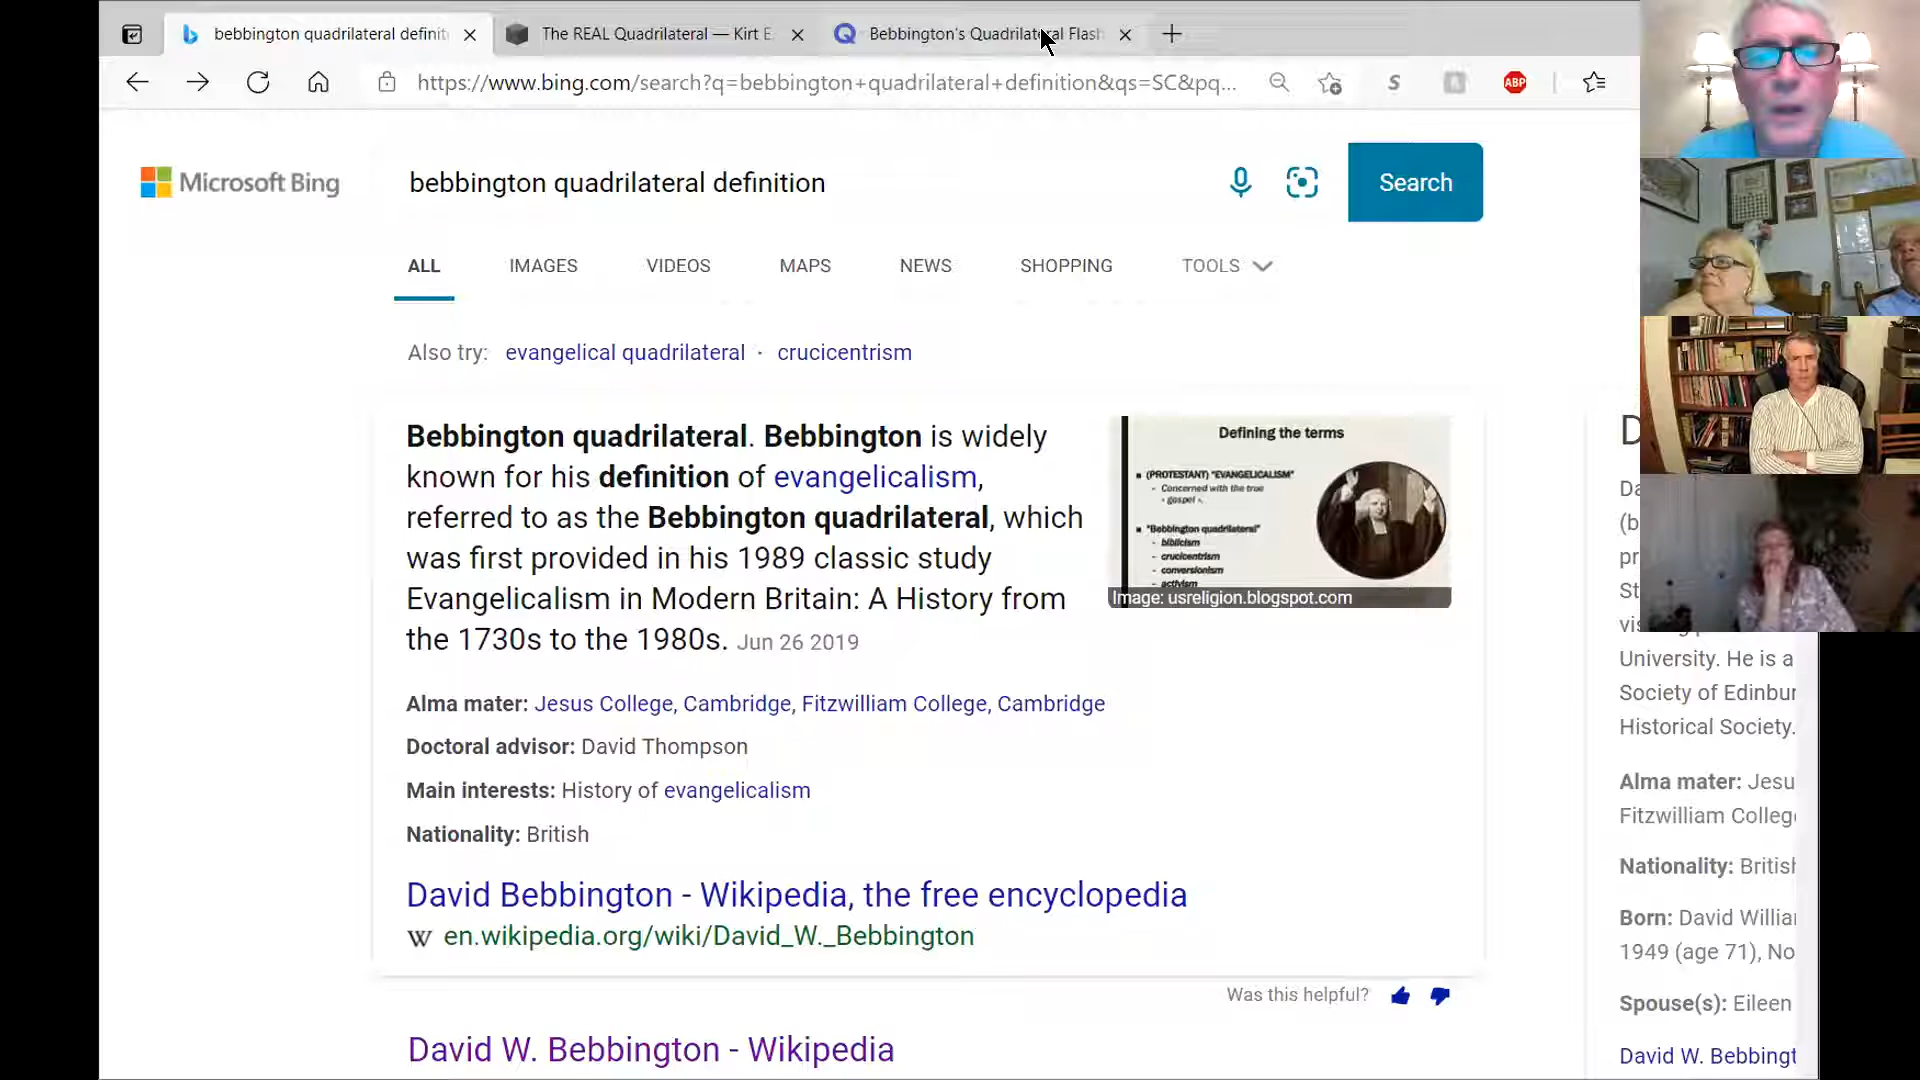 bebbington quadrilateral definit
The REAL Quadrilateral — Kirt E
Bebbington's Quadrilateral Flash
https://www.bing.com/search?q=bebbington+quadrilateral+definition&qs=SC&pq...
S
ABP
Microsoft Bing
bebbington quadrilateral definition
Search
ALL
IMAGES
VIDEOS
MAPS
NEWS
SHOPPING
TOOLS
Also try: evangelical quadrilateral · crucicentrism
Bebbington quadrilateral. Bebbington is widely
known for his definition of evangelicalism,
referred to as the Bebbington quadrilateral, which
was first provided in his 1989 classic study
Evangelicalism in Modern Britain: A History from
the 1730s to the 1980s. Jun 26 2019
Defining the terms
(PROTESTANT) "EVANGELICALISM"
- Concerned with the true
- gospel
"Bebbington quadrilateral"
- biblicism
- crucicentrism
- conversionism
- activism
Image: usreligion.blogspot.com
Alma mater: Jesus College, Cambridge, Fitzwilliam College, Cambridge
Doctoral advisor: David Thompson
Main interests: History of evangelicalism
Nationality: British
David Bebbington - Wikipedia, the free encyclopedia
W en.wikipedia.org/wiki/David_W._Bebbington
Was this helpful?
David W. Bebbington - Wikipedia
D
Da
(b
pr
St
University. He is a
Society of Edinbur
Historical Society.
Alma mater: Jesu
Fitzwilliam College
Nationality: British
Born: David Willia
1949 (age 71), No
Spouse(s): Eileen
David W. Bebbingt